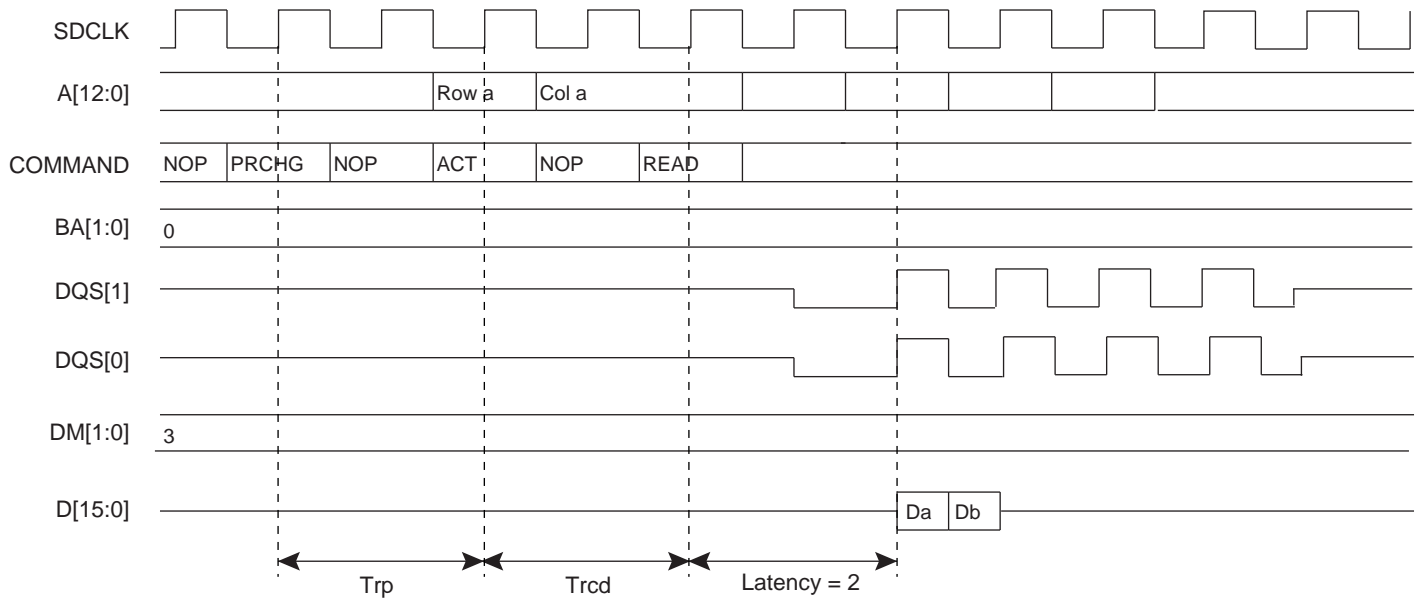 SDCLK
A[12:0] Row a Col a
COMMAND NOP PRCHG NOP ACT NOP READ
BA[1:0] 0
DQS[1]
DQS[0]
DM[1:0] 3
D[15:0] Da Db
Trp Trcd Latency = 2